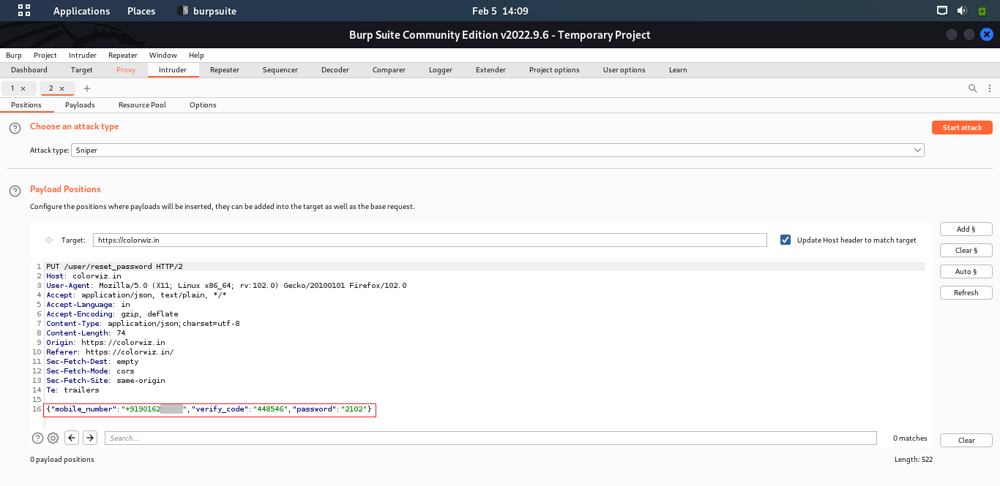 Applications Places burpsuite Feb 5 14:09
Burp Suite Community Edition v2022.9.6 - Temporary Project
Burp Project Intruder Repeater Window Help
Dashboard Target Proxy Intruder Repeater Sequencer Decoder Comparer Logger Extender Project options User options Learn
1 × 2 × +
Positions Payloads Resource Pool Options
Choose an attack type
Start attack
Attack type: Sniper
Payload Positions
Configure the positions where payloads will be inserted, they can be added into the target as well as the base request.
Target: https://colorwiz.in Update Host header to match target
Add §
Clear §
Auto §
Refresh
1 PUT /user/reset_password HTTP/2
2 Host: colorwiz.in
3 User-Agent: Mozilla/5.0 (X11; Linux x86_64; rv:102.0) Gecko/20100101 Firefox/102.0
4 Accept: application/json, text/plain, */*
5 Accept-Language: in
6 Accept-Encoding: gzip, deflate
7 Content-Type: application/json;charset=utf-8
8 Content-Length: 74
9 Origin: https://colorwiz.in
10 Referer: https://colorwiz.in/
11 Sec-Fetch-Dest: empty
12 Sec-Fetch-Mode: cors
13 Sec-Fetch-Site: same-origin
14 Te: trailers
15
16 {"mobile_number":"+9190162","verify_code":"448546","password":"2102"}
Search... 0 matches Clear
0 payload positions Length: 522